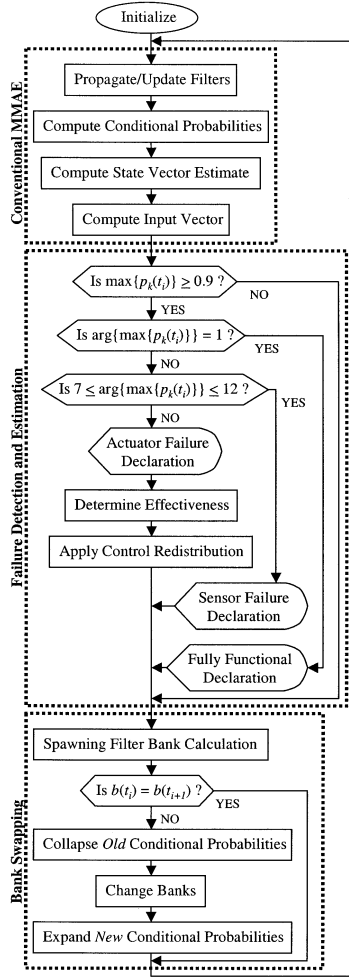 Initialize
Conventional MMAE
Propagate/Update Filters
Compute Conditional Probabilities
Compute State Vector Estimate
Compute Input Vector
Failure Detection and Estimation
Is max{p_k(t_i)} ≥ 0.9 ?
NO
YES
Is arg{max{p_k(t_i)}} = 1 ?
YES
NO
Is 7 ≤ arg{max{p_k(t_i)}} ≤ 12 ?
YES
NO
Actuator Failure
Declaration
Determine Effectiveness
Apply Control Redistribution
Sensor Failure
Declaration
Fully Functional
Declaration
Bank Swapping
Spawning Filter Bank Calculation
Is b(t_i) = b(t_{i+1}) ?
YES
NO
Collapse Old Conditional Probabilities
Change Banks
Expand New Conditional Probabilities